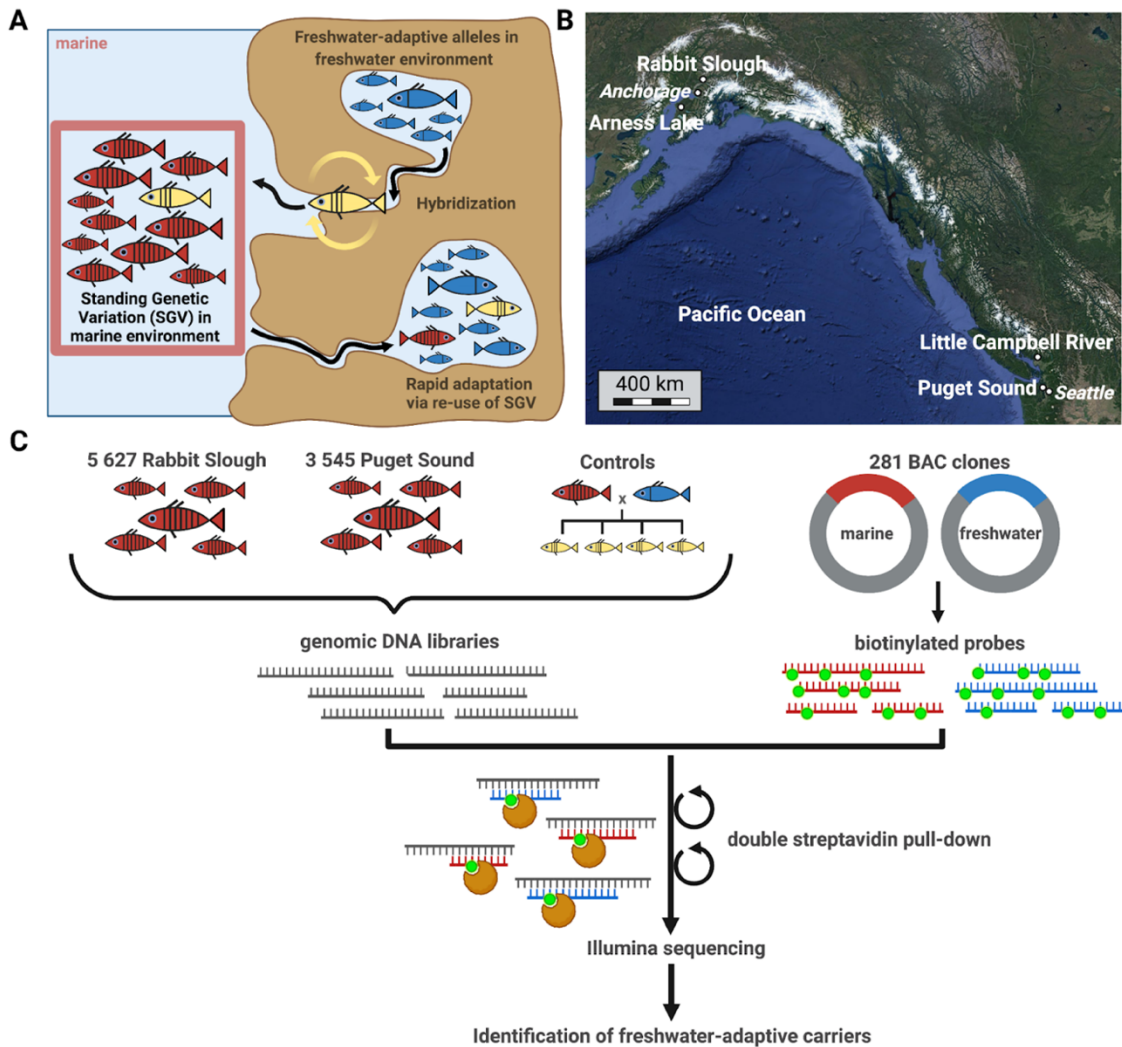 A
marine
Freshwater-adaptive alleles in
freshwater environment
Hybridization
Standing Genetic
Variation (SGV) in
marine environment
Rapid adaptation
via re-use of SGV
B
Rabbit Slough
Anchorage
Arness Lake
Pacific Ocean
Little Campbell River
Puget Sound
Seattle
400 km
C
5 627 Rabbit Slough
3 545 Puget Sound
Controls
x
281 BAC clones
marine
freshwater
genomic DNA libraries
biotinylated probes
double streptavidin pull-down
Illumina sequencing
Identification of freshwater-adaptive carriers